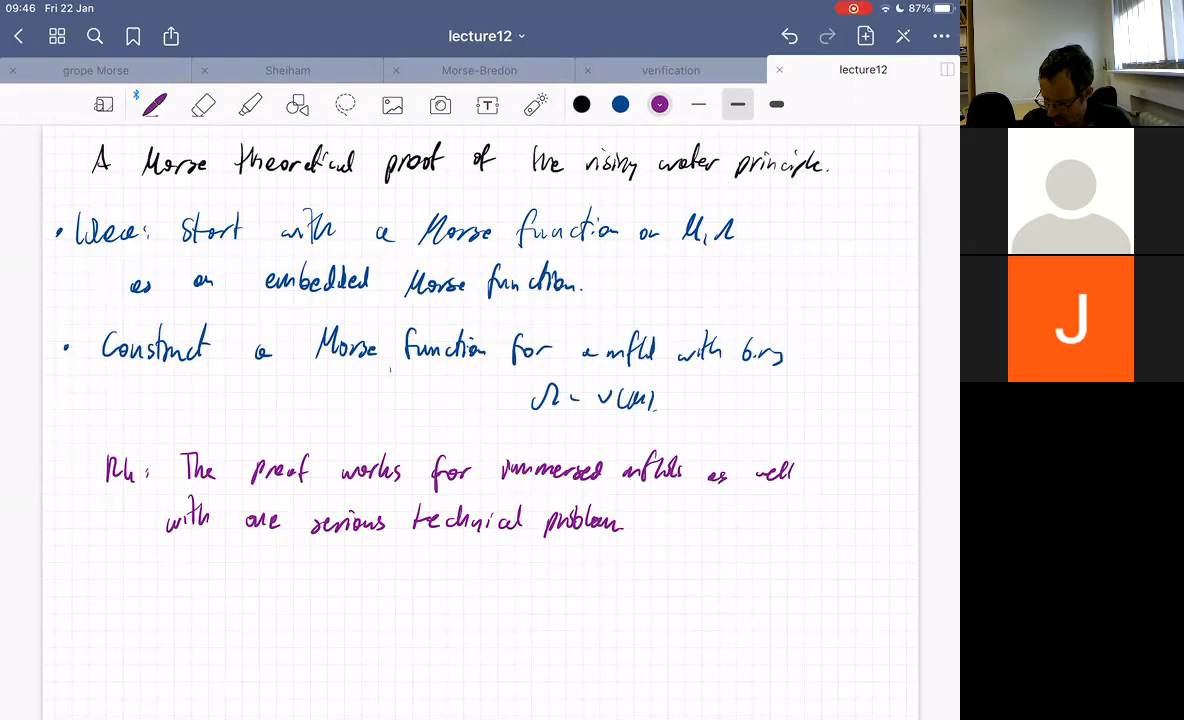 09:46 Fri 22 Jan 87%
lecture12
grope Morse Sheiham Morse-Bredon verification lecture12
A Morse theoretical proof of the rising water principle.
• Idea: Start with a Morse function on M, Ω
as an embedded Morse function.
• Construct a Morse function for a mfld with bdry
Ω - ν(M).
Rk: The proof works for immersed mflds as well
with one serious technical problem
J